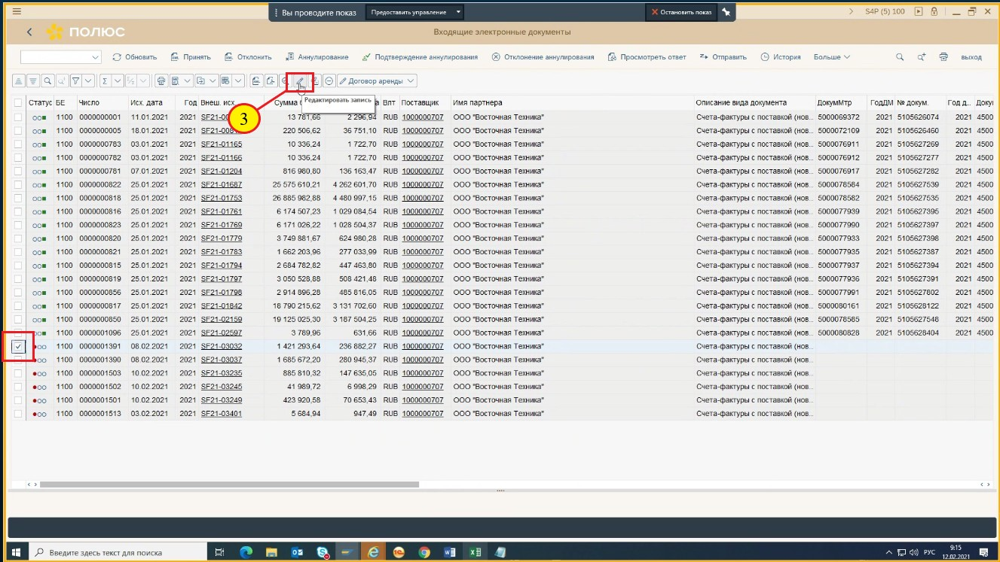 Вы проводите показ Предоставить управление Остановить показ S4P (5) 100
ПОЛЮС Входящие электронные документы
Обновить Принять Отклонить Аннулирование Подтверждение аннулирования Отклонение аннулирования Просмотреть ответ Отправить История Больше выход
Договор аренды
Редактировать запись
3
Статус БЕ Число Исх. дата Год Внеш. исх. Сумма Влт Поставщик Имя партнера Описание вида документа ДокумМтр ГодДМ № докум. Год д... Доку
1100 0000000001 11.01.2021 2021 13 781,66 2 296,94 RUB 1000000707 ООО "Восточная Техника" Счета-фактуры с поставкой (нов... 5000069372 2021 5105626074 2021 4500
1100 0000000005 18.01.2021 2021 220 506,62 36 751,10 RUB 1000000707 ООО "Восточная Техника" Счета-фактуры с поставкой (нов... 5000072109 2021 5105626460 2021 4500
1100 0000000783 03.01.2021 2021 SF21-01165 10 336,24 1 722,70 RUB 1000000707 ООО "Восточная Техника" Счета-фактуры с поставкой (нов... 5000076911 2021 5105627269 2021 4500
1100 0000000782 03.01.2021 2021 SF21-01166 10 336,24 1 722,70 RUB 1000000707 ООО "Восточная Техника" Счета-фактуры с поставкой (нов... 5000076912 2021 5105627277 2021 4500
1100 0000000781 07.01.2021 2021 SF21-01204 816 980,80 136 163,47 RUB 1000000707 ООО "Восточная Техника" Счета-фактуры с поставкой (нов... 5000076917 2021 5105627282 2021 4500
1100 0000000822 25.01.2021 2021 SF21-01687 25 575 610,21 4 262 601,70 RUB 1000000707 ООО "Восточная Техника" Счета-фактуры с поставкой (нов... 5000078584 2021 5105627539 2021 4500
1100 0000000818 25.01.2021 2021 SF21-01753 26 885 982,88 4 480 997,15 RUB 1000000707 ООО "Восточная Техника" Счета-фактуры с поставкой (нов... 5000078582 2021 5105627535 2021 4500
1100 0000000816 25.01.2021 2021 SF21-01761 6 174 507,23 1 029 084,54 RUB 1000000707 ООО "Восточная Техника" Счета-фактуры с поставкой (нов... 5000077939 2021 5105627395 2021 4500
1100 0000000823 25.01.2021 2021 SF21-01769 6 171 026,22 1 028 504,37 RUB 1000000707 ООО "Восточная Техника" Счета-фактуры с поставкой (нов... 5000077990 2021 5105627397 2021 4500
1100 0000000820 25.01.2021 2021 SF21-01779 3 749 881,67 624 980,28 RUB 1000000707 ООО "Восточная Техника" Счета-фактуры с поставкой (нов... 5000077933 2021 5105627398 2021 4500
1100 0000000821 25.01.2021 2021 SF21-01783 1 662 203,96 277 033,99 RUB 1000000707 ООО "Восточная Техника" Счета-фактуры с поставкой (нов... 5000077935 2021 5105627387 2021 4500
1100 0000000815 25.01.2021 2021 SF21-01794 2 684 782,82 447 463,80 RUB 1000000707 ООО "Восточная Техника" Счета-фактуры с поставкой (нов... 5000077937 2021 5105627394 2021 4500
1100 0000000819 25.01.2021 2021 SF21-01797 3 050 528,88 508 421,48 RUB 1000000707 ООО "Восточная Техника" Счета-фактуры с поставкой (нов... 5000077936 2021 5105627391 2021 4500
1100 0000000856 25.01.2021 2021 SF21-01798 2 914 896,28 485 816,05 RUB 1000000707 ООО "Восточная Техника" Счета-фактуры с поставкой (нов... 5000077991 2021 5105627802 2021 4500
1100 0000000817 25.01.2021 2021 SF21-01842 18 790 215,62 3 131 702,60 RUB 1000000707 ООО "Восточная Техника" Счета-фактуры с поставкой (нов... 5000080161 2021 5105628122 2021 4500
1100 0000000850 25.01.2021 2021 SF21-02159 19 125 025,30 3 187 504,25 RUB 1000000707 ООО "Восточная Техника" Счета-фактуры с поставкой (нов... 5000078585 2021 5105627548 2021 4500
1100 0000001096 25.01.2021 2021 SF21-02597 3 789,96 631,66 RUB 1000000707 ООО "Восточная Техника" Счета-фактуры с поставкой (нов... 5000080828 2021 5105628404 2021 4500
1100 0000001391 08.02.2021 2021 SF21-03032 1 421 293,64 236 882,27 RUB 1000000707 ООО "Восточная Техника" Счета-фактуры с поставкой (нов...
1100 0000001390 08.02.2021 2021 SF21-03037 1 685 672,20 280 945,37 RUB 1000000707 ООО "Восточная Техника" Счета-фактуры с поставкой (нов...
1100 0000001503 10.02.2021 2021 SF21-03235 885 810,32 147 635,05 RUB 1000000707 ООО "Восточная Техника" Счета-фактуры с поставкой (нов...
1100 0000001502 10.02.2021 2021 SF21-03245 41 989,72 6 998,29 RUB 1000000707 ООО "Восточная Техника" Счета-фактуры с поставкой (нов...
1100 0000001501 10.02.2021 2021 SF21-03249 423 920,58 70 653,43 RUB 1000000707 ООО "Восточная Техника" Счета-фактуры с поставкой (нов...
1100 0000001513 03.02.2021 2021 SF21-03401 5 684,94 947,49 RUB 1000000707 ООО "Восточная Техника" Счета-фактуры с поставкой (нов...
Введите здесь текст для поиска РУС 9:15
12.02.2021